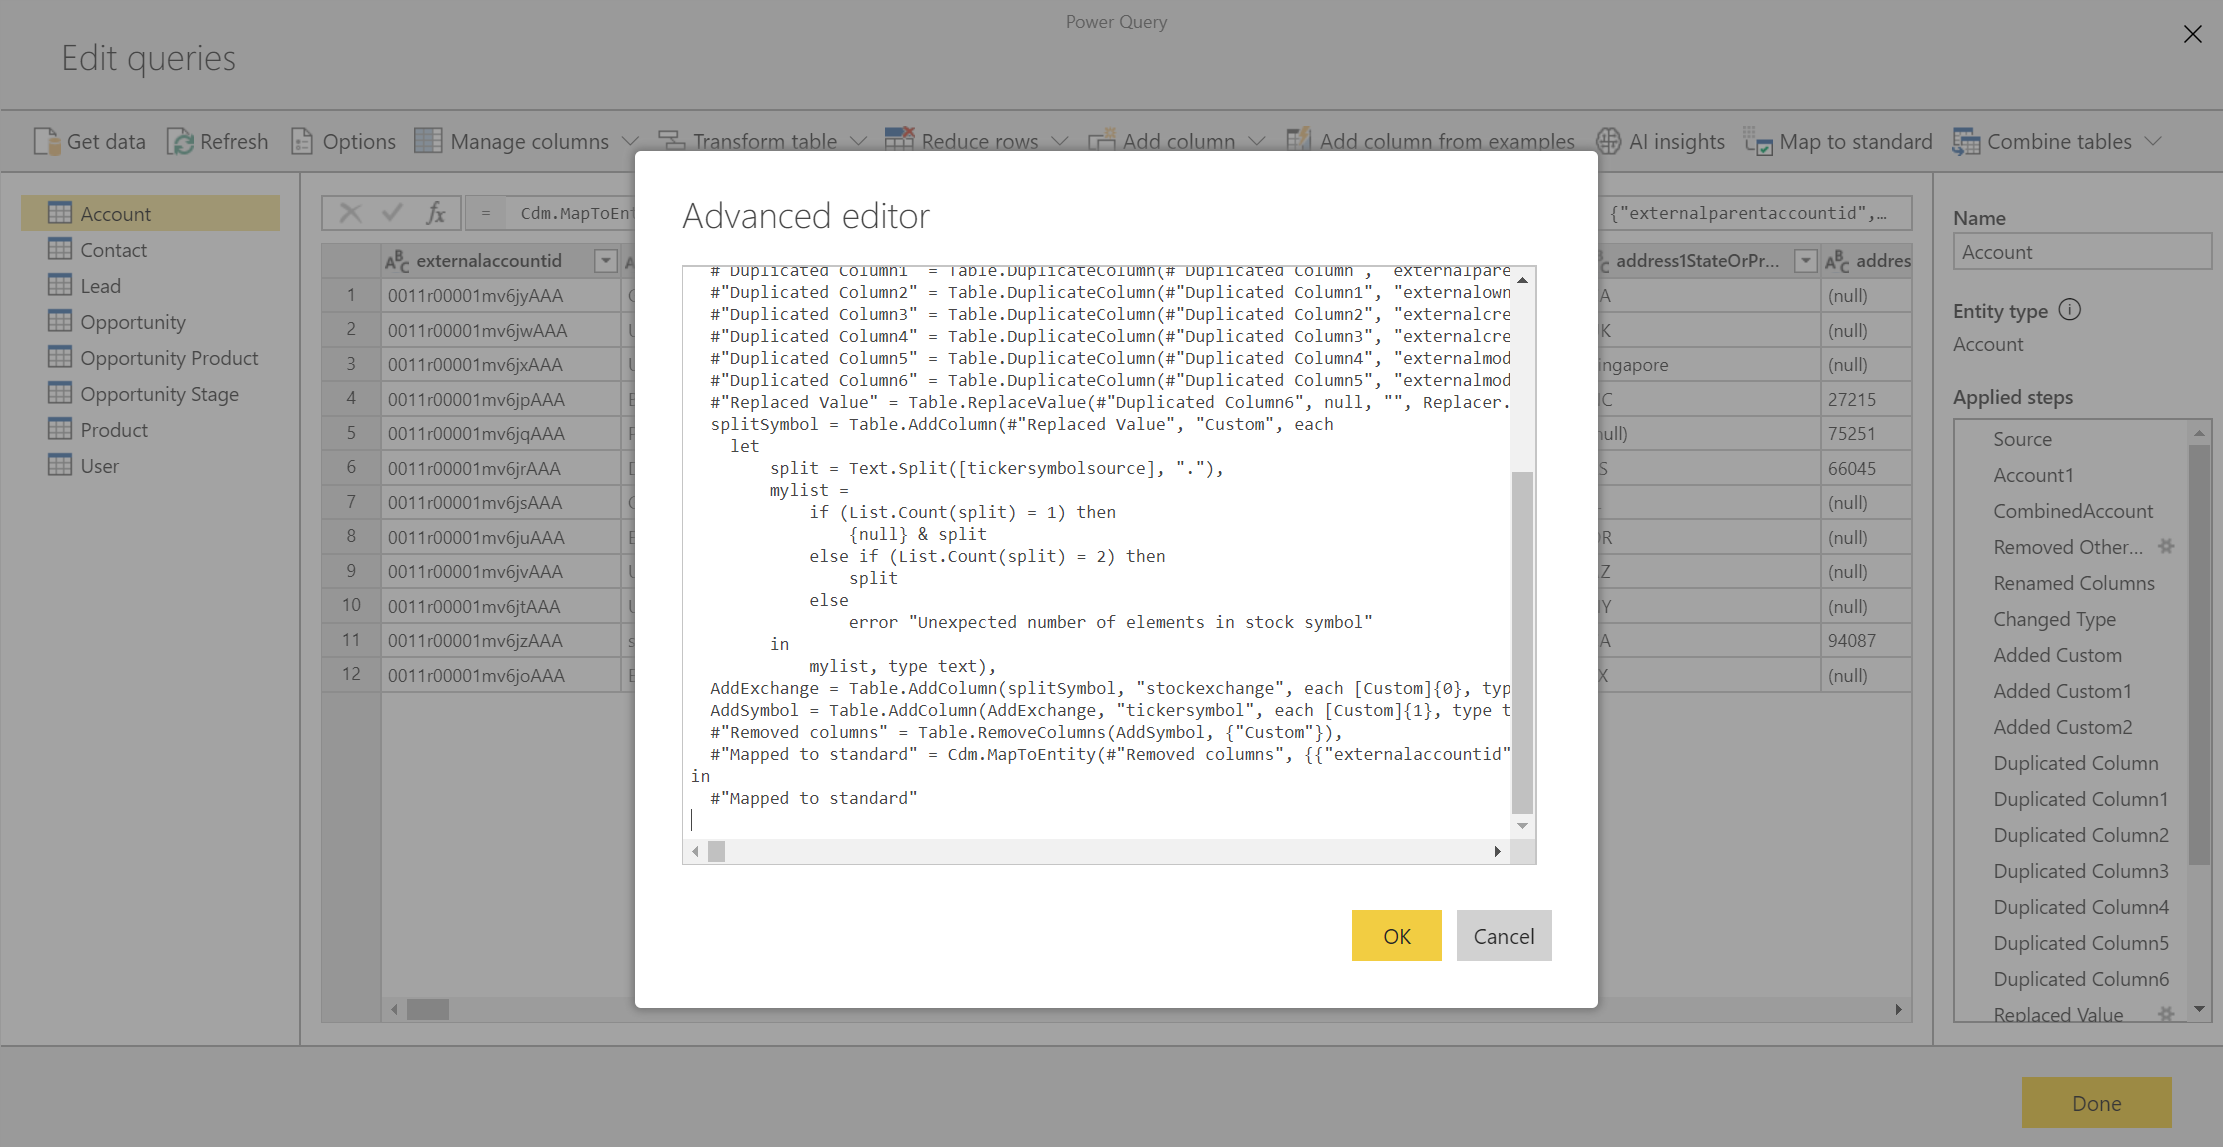 Power Query
Edit queries
Get data
Refresh
Options
Manage columns
Transform table
Reduce rows
Add column
Add column from examples
AI insights
Map to standard
Combine tables
Account
Contact
Lead
Opportunity
Opportunity Product
Opportunity Stage
Product
User
fx
= Cdm.MapToEnt
{"externalparentaccountid",...
ABC externalaccountid
address1StateOrPr...
ABC addres
1 0011r00001mv6jyAAA
2 0011r00001mv6jwAAA
3 0011r00001mv6jxAAA
4 0011r00001mv6jpAAA
5 0011r00001mv6jqAAA
6 0011r00001mv6jrAAA
7 0011r00001mv6jsAAA
8 0011r00001mv6juAAA
9 0011r00001mv6jvAAA
10 0011r00001mv6jtAAA
11 0011r00001mv6jzAAA
12 0011r00001mv6joAAA
A (null)
K (null)
ingapore (null)
C 27215
null) 75251
S 66045
(null)
R (null)
Z (null)
Y (null)
A 94087
X (null)
Advanced editor
#"Duplicated Column1" = Table.DuplicateColumn(#"Duplicated Column", "externalpare
#"Duplicated Column2" = Table.DuplicateColumn(#"Duplicated Column1", "externalown
#"Duplicated Column3" = Table.DuplicateColumn(#"Duplicated Column2", "externalcre
#"Duplicated Column4" = Table.DuplicateColumn(#"Duplicated Column3", "externalcre
#"Duplicated Column5" = Table.DuplicateColumn(#"Duplicated Column4", "externalmod
#"Duplicated Column6" = Table.DuplicateColumn(#"Duplicated Column5", "externalmod
#"Replaced Value" = Table.ReplaceValue(#"Duplicated Column6", null, "", Replacer.
splitSymbol = Table.AddColumn(#"Replaced Value", "Custom", each
let
split = Text.Split([tickersymbolsource], "."),
mylist =
if (List.Count(split) = 1) then
{null} & split
else if (List.Count(split) = 2) then
split
else
error "Unexpected number of elements in stock symbol"
in
mylist, type text),
AddExchange = Table.AddColumn(splitSymbol, "stockexchange", each [Custom]{0}, typ
AddSymbol = Table.AddColumn(AddExchange, "tickersymbol", each [Custom]{1}, type t
#"Removed columns" = Table.RemoveColumns(AddSymbol, {"Custom"}),
#"Mapped to standard" = Cdm.MapToEntity(#"Removed columns", {{"externalaccountid"
in
#"Mapped to standard"
OK
Cancel
Name
Account
Entity type
Account
Applied steps
Source
Account1
CombinedAccount
Removed Other...
Renamed Columns
Changed Type
Added Custom
Added Custom1
Added Custom2
Duplicated Column
Duplicated Column1
Duplicated Column2
Duplicated Column3
Duplicated Column4
Duplicated Column5
Duplicated Column6
Replaced Value
Done